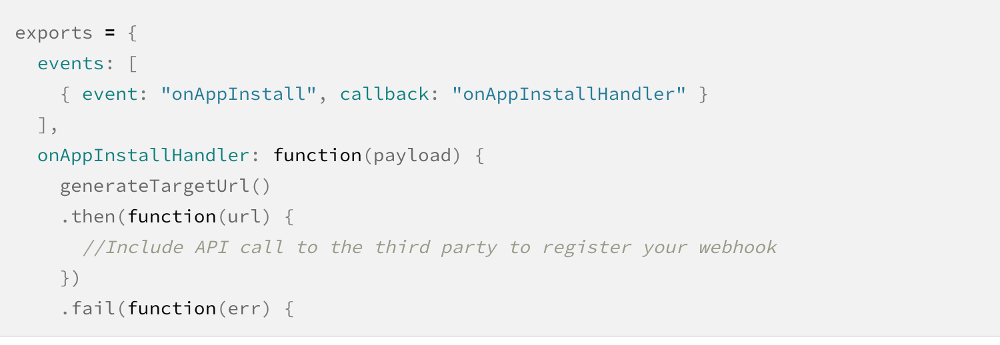 exports = {
  events: [
    { event: "onAppInstall", callback: "onAppInstallHandler" }
  ],
  onAppInstallHandler: function(payload) {
    generateTargetUrl()
    .then(function(url) {
      //Include API call to the third party to register your webhook
    })
    .fail(function(err) {